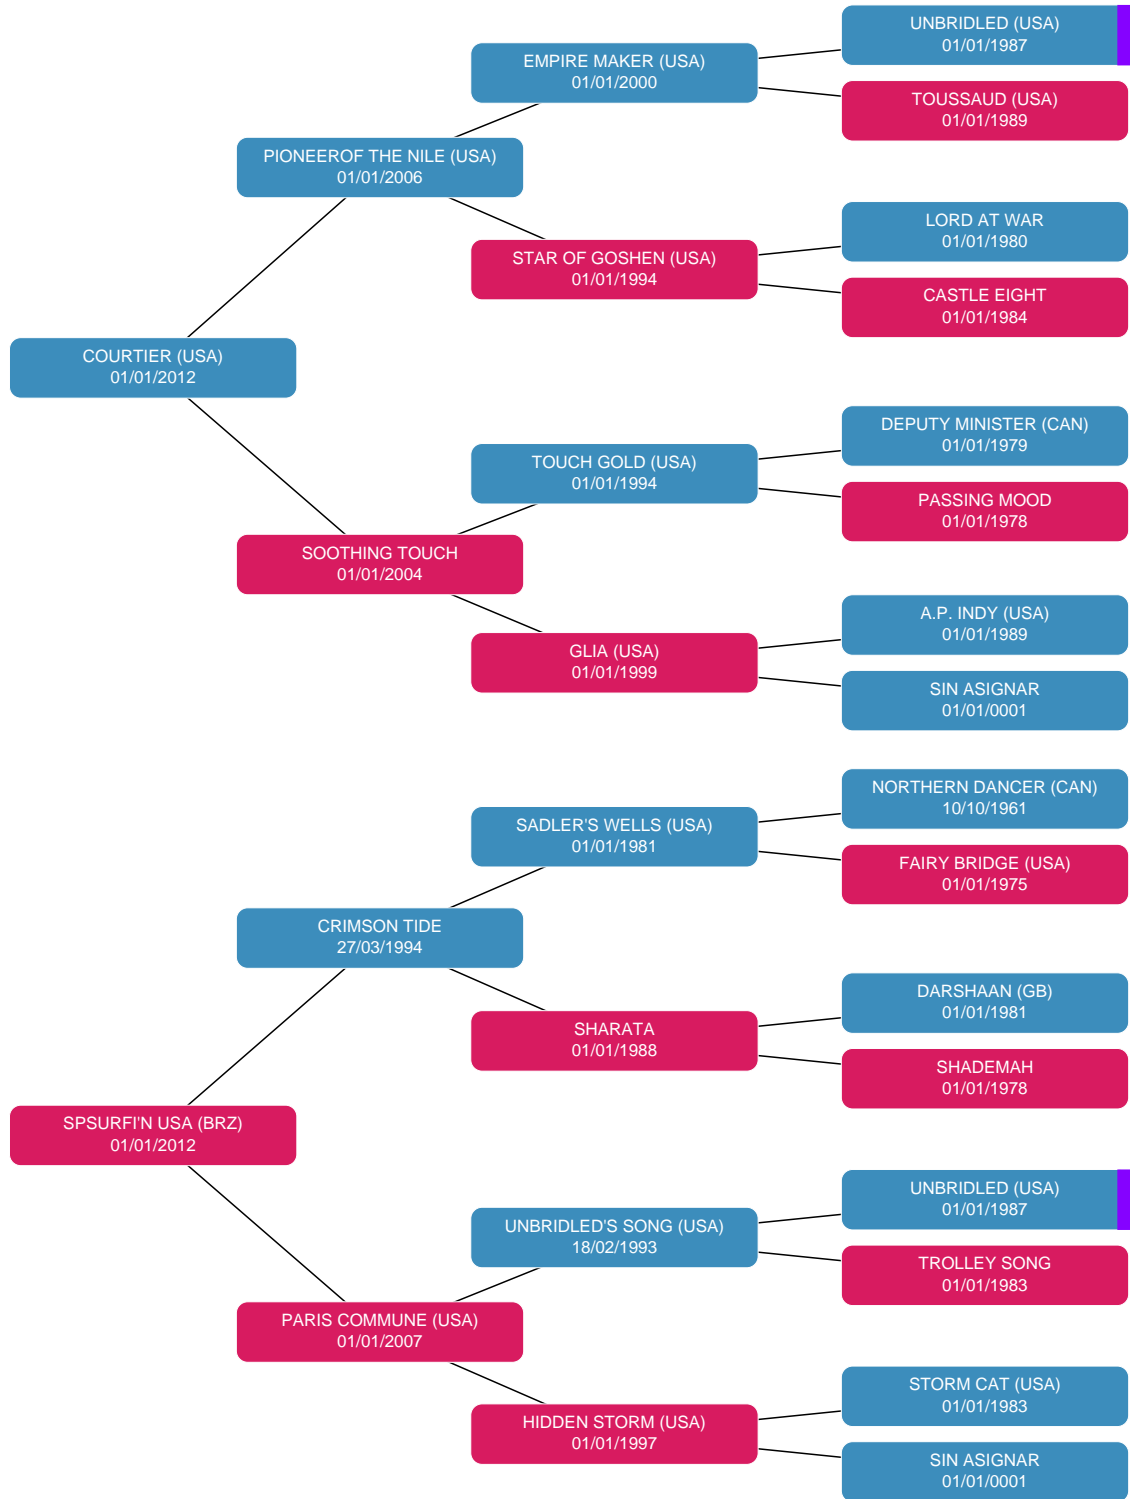 UNBRIDLED (USA)
01/01/1987
EMPIRE MAKER (USA)
01/01/2000
TOUSSAUD (USA)
01/01/1989
PIONEEROF THE NILE (USA)
01/01/2006
LORD AT WAR
01/01/1980
STAR OF GOSHEN (USA)
01/01/1994
CASTLE EIGHT
01/01/1984
COURTIER (USA)
01/01/2012
DEPUTY MINISTER (CAN)
01/01/1979
TOUCH GOLD (USA)
01/01/1994
PASSING MOOD
01/01/1978
SOOTHING TOUCH
01/01/2004
A.P. INDY (USA)
01/01/1989
GLIA (USA)
01/01/1999
SIN ASIGNAR
01/01/0001
NORTHERN DANCER (CAN)
10/10/1961
SADLER'S WELLS (USA)
01/01/1981
FAIRY BRIDGE (USA)
01/01/1975
CRIMSON TIDE
27/03/1994
DARSHAAN (GB)
01/01/1981
SHARATA
01/01/1988
SHADEMAH
01/01/1978
SPSURFI'N USA (BRZ)
01/01/2012
UNBRIDLED (USA)
01/01/1987
UNBRIDLED'S SONG (USA)
18/02/1993
TROLLEY SONG
01/01/1983
PARIS COMMUNE (USA)
01/01/2007
STORM CAT (USA)
01/01/1983
HIDDEN STORM (USA)
01/01/1997
SIN ASIGNAR
01/01/0001